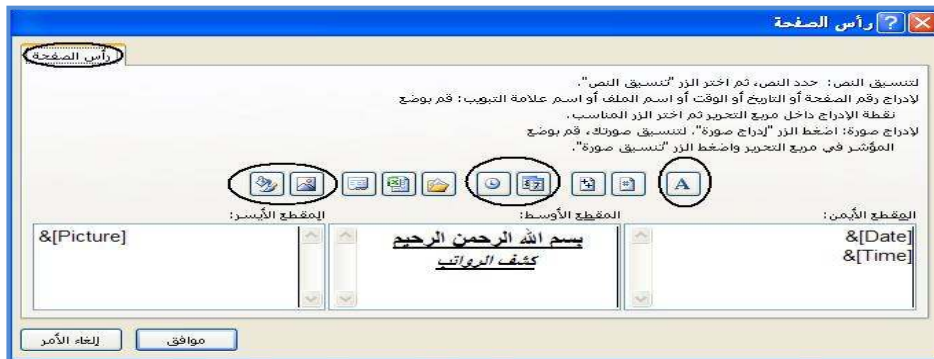 رأس الصفحة
رأس الصفحة
لتنسيق النص: حدد النص، ثم اختر الزر "تنسيق النص".
لإدراج رقم الصفحة أو التاريخ أو الوقت أو اسم الملف أو اسم علامة التبويب: قم بوضع
نقطة الإدراج داخل مربع التحرير ثم اختر الزر المناسب.
لإدراج صورة: اضغط الزر "إدراج صورة". لتنسيق صورتك، قم بوضع
المؤشر في مربع التحرير واضغط الزر "تنسيق صورة".
A
المقطع الأيمن:
&[Date]
&[Time]
المقطع الأوسط:
بسم الله الرحمن الرحيم
كشف الرواتب
المقطع الأيسر:
&[Picture]
موافق
إلغاء الأمر